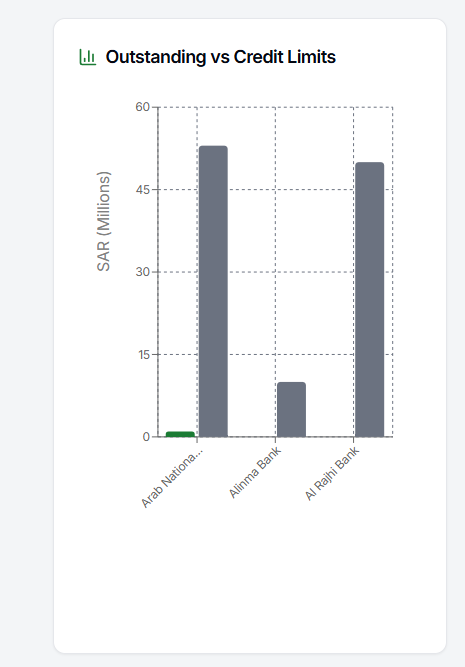 Outstanding vs Credit Limits
60
45
30
15
0
SAR (Millions)
Arab Nationa...
Alinma Bank
Al Rajhi Bank